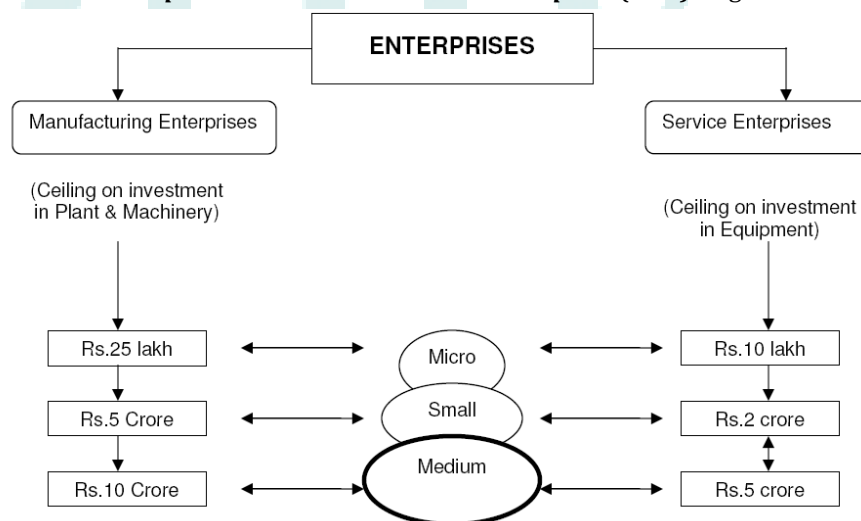 ENTERPRISES
Manufacturing Enterprises
Service Enterprises
(Ceiling on investment
in Plant & Machinery)
(Ceiling on investment
in Equipment)
Rs.25 lakh
Micro
Rs.10 lakh
Rs.5 Crore
Small
Rs.2 crore
Rs.10 Crore
Medium
Rs.5 crore